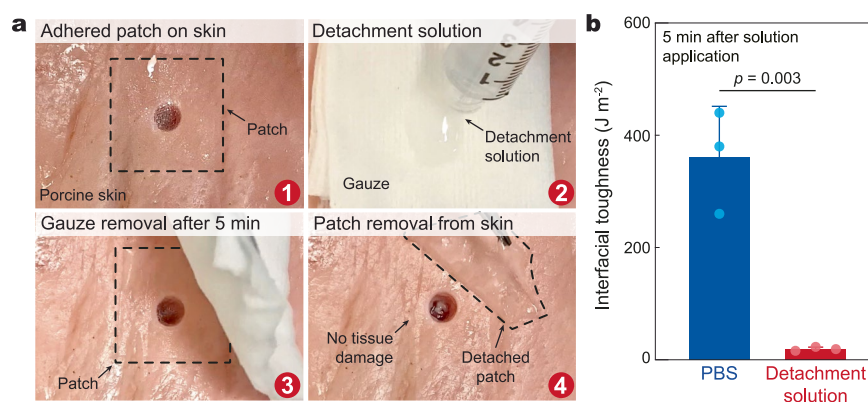 a
Adhered patch on skin
Patch
Porcine skin
1
Detachment solution
Detachment
solution
Gauze
2
Gauze removal after 5 min
Patch
3
Patch removal from skin
No tissue
damage
Detached
patch
4
b
5 min after solution
application
p = 0.003
Interfacial toughness (J m-2)
600
400
200
0
PBS
Detachment
solution